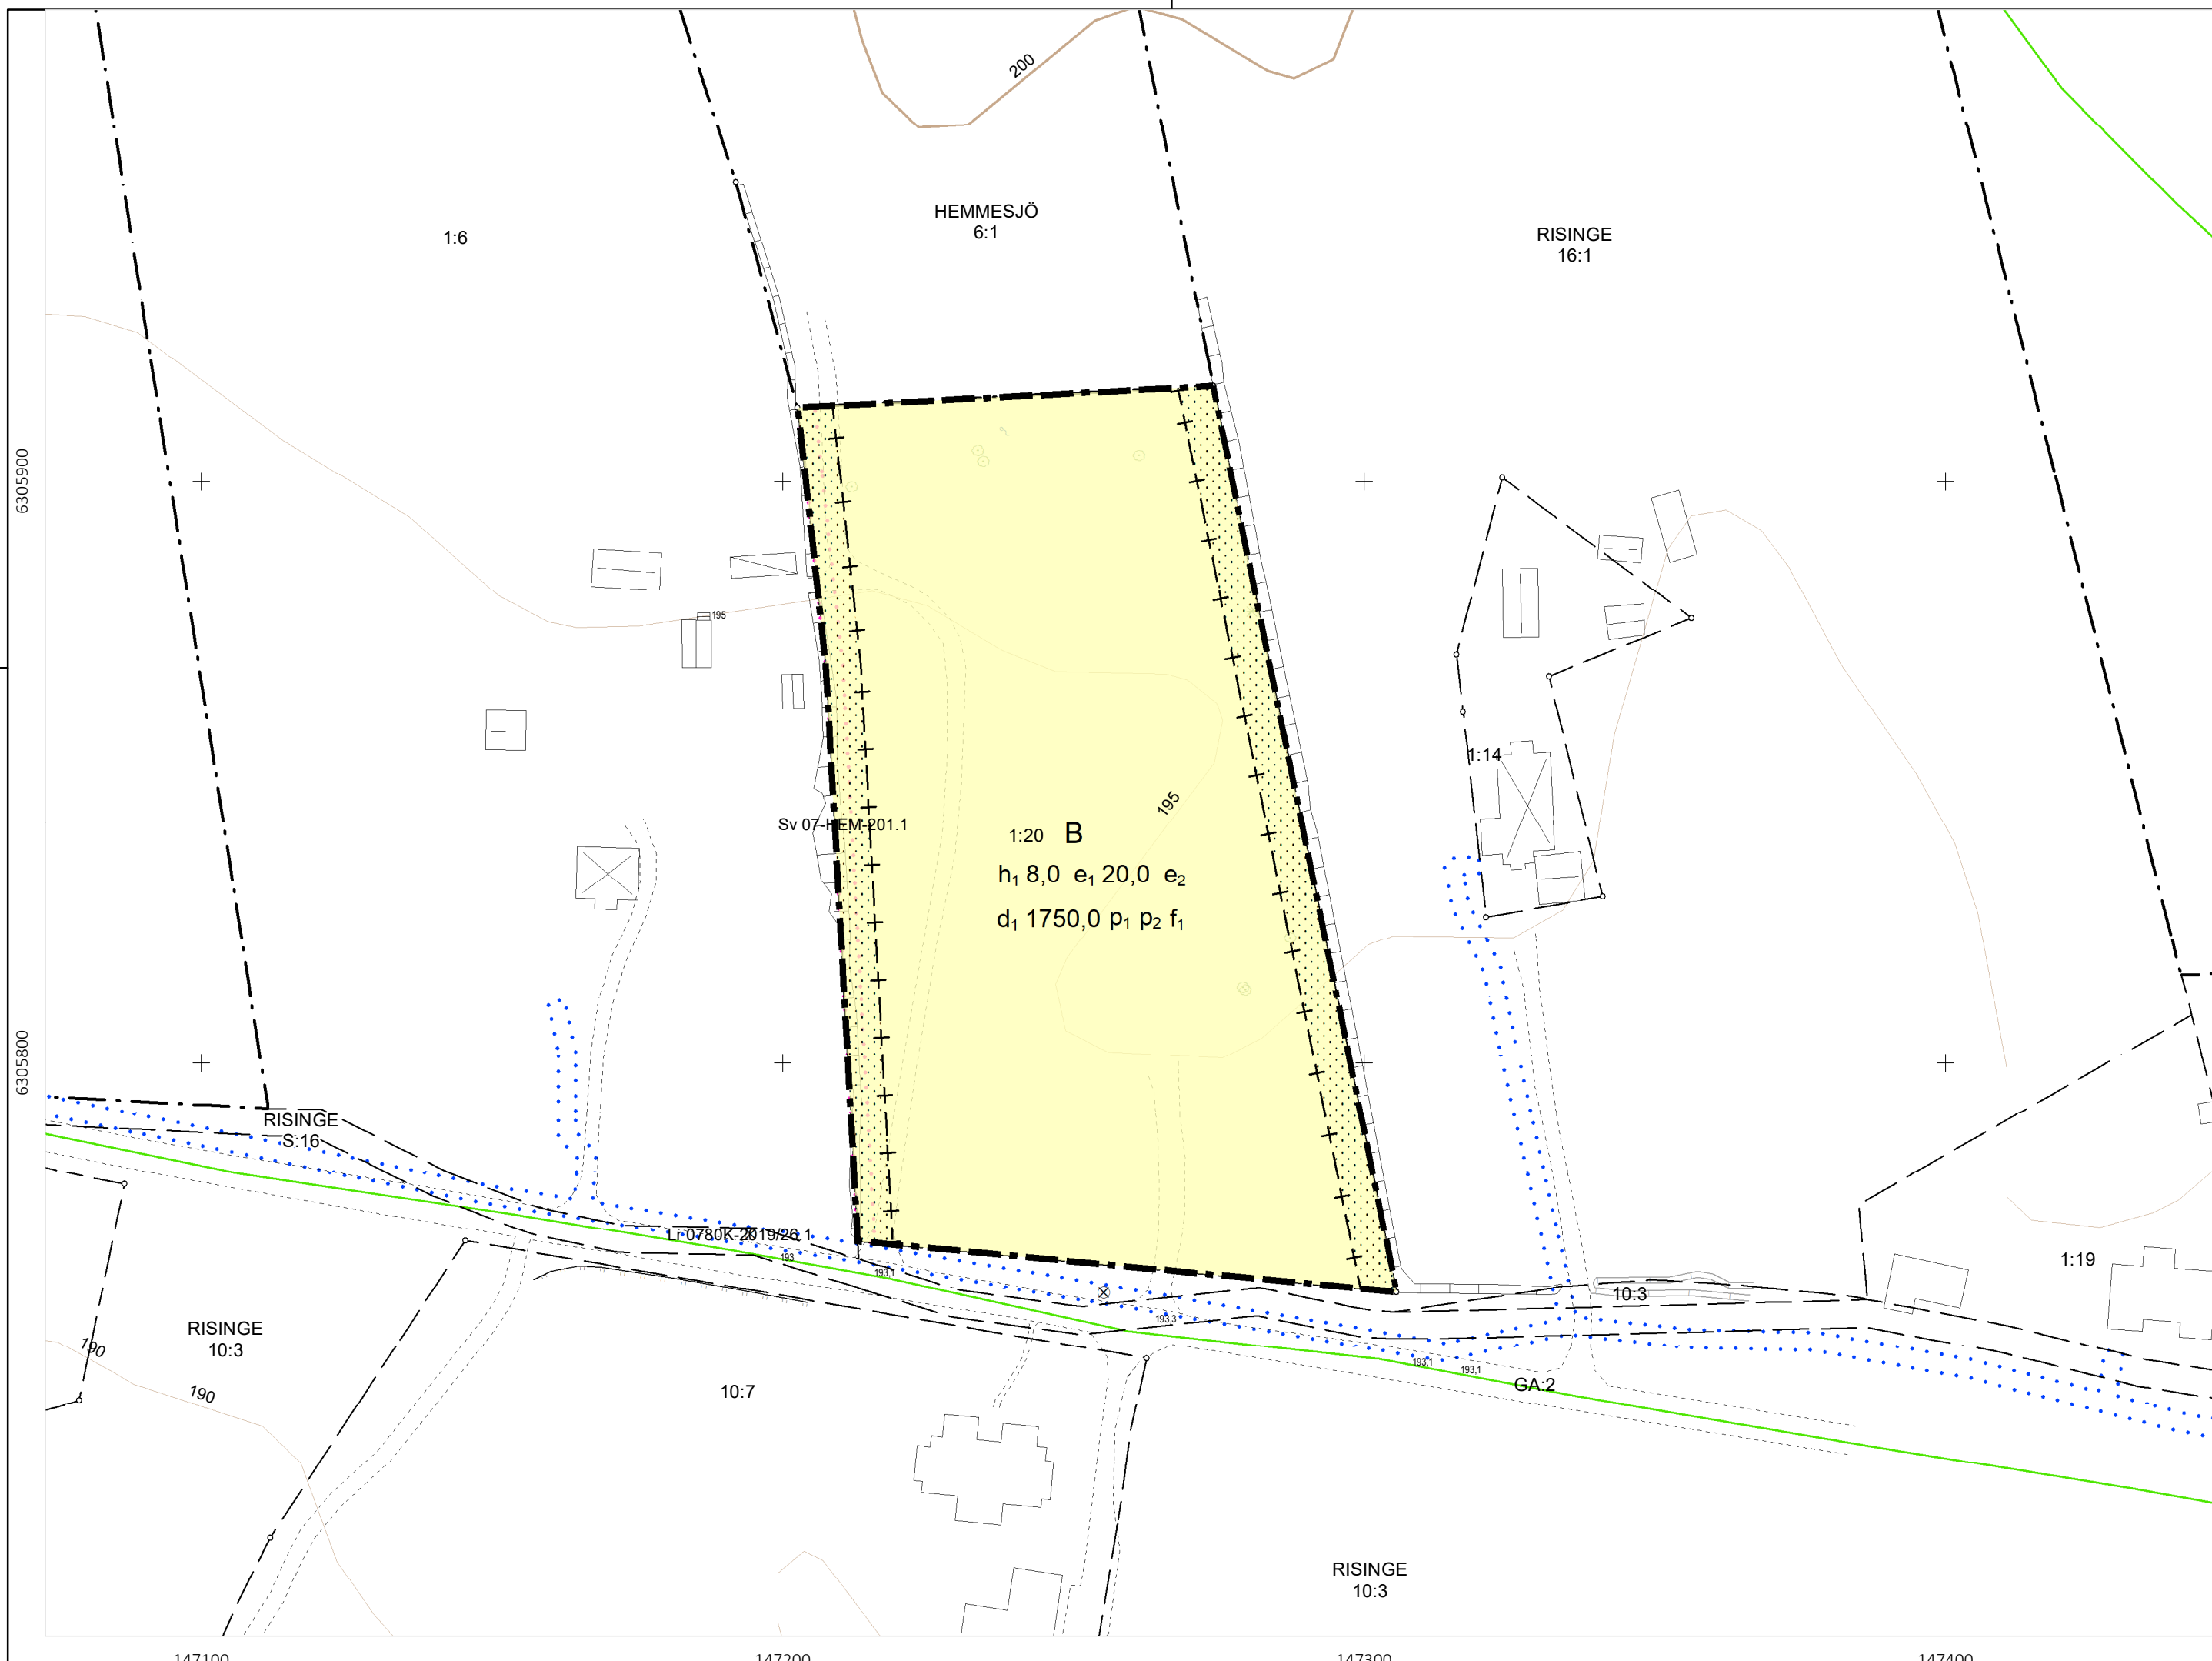 200
HEMMESJÖ
6:1
RISINGE
16:1
1:6
6305900
195
1:14
195
Sv 07-HEM-201.1
1:20 B
h₁ 8,0 e₁ 20,0 e₂
d₁ 1750,0 p₁ p₂ f₁
6305800
RISINGE
S:16
Lr 0780K-2019/26.1
193
193,1
1:19
10:3
193,3
RISINGE
10:3
190
193,1
193,1
GA:2
190
10:7
RISINGE
10:3
147100
147200
147300
147400